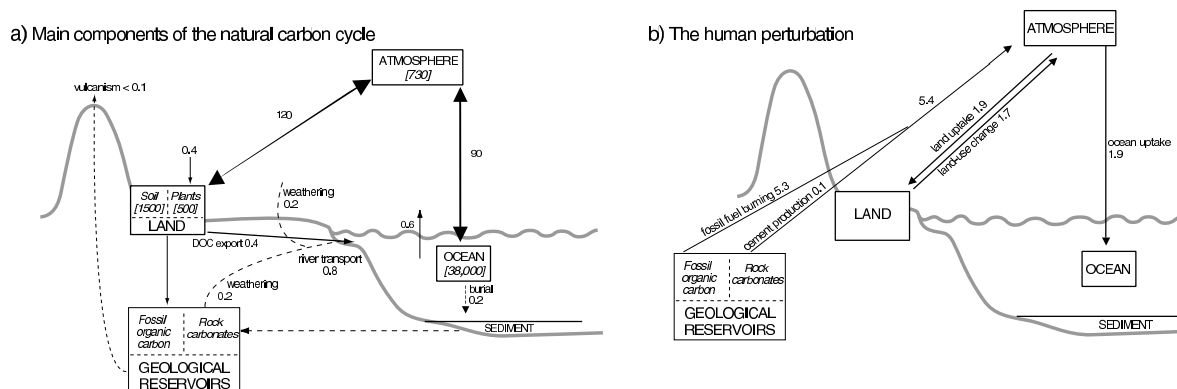 a) Main components of the natural carbon cycle
ATMOSPHERE
[730]
vulcanism < 0.1
120
90
0.4
Soil
[1500]
Plants
[500]
LAND
weathering
0.2
DOC export 0.4
river transport
0.8
0.6
OCEAN
[38,000]
burial
0.2
weathering
0.2
SEDIMENT
Fossil
organic
carbon
Rock
carbonates
GEOLOGICAL
RESERVOIRS
b) The human perturbation
ATMOSPHERE
5.4
land uptake 1.9
land-use change 1.7
ocean uptake
1.9
fossil fuel burning 5.3
cement production 0.1
LAND
OCEAN
Fossil
organic
carbon
Rock
carbonates
GEOLOGICAL
RESERVOIRS
SEDIMENT